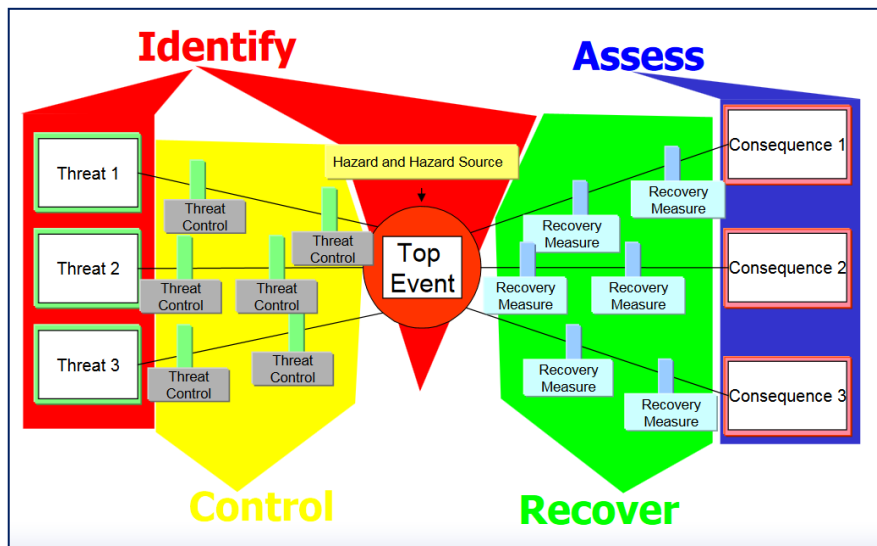 Identify
Assess
Hazard and Hazard Source
Threat 1
Threat
Control
Threat
Control
Threat 2
Threat
Control
Threat
Control
Threat 3
Threat
Control
Threat
Control
Top
Event
Recovery
Measure
Recovery
Measure
Consequence 1
Recovery
Measure
Recovery
Measure
Consequence 2
Recovery
Measure
Recovery
Measure
Consequence 3
Control
Recover